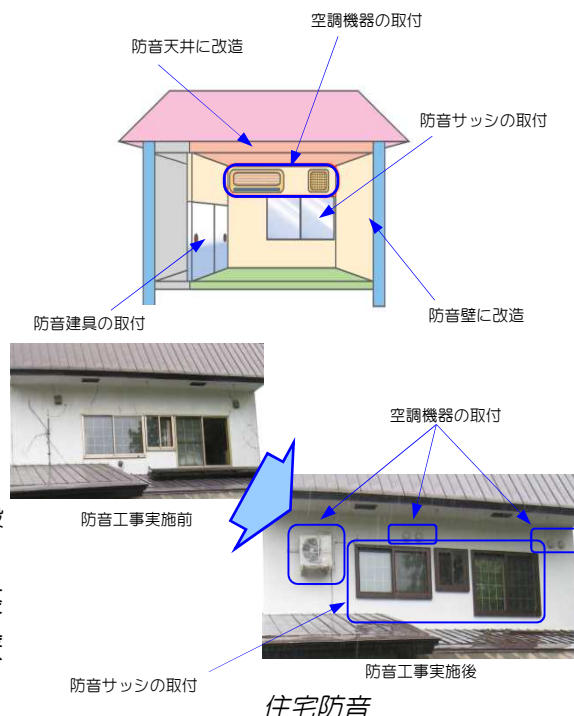 空調機器の取付
防音天井に改造
防音サッシの取付
防音建具の取付
防音壁に改造
空調機器の取付
防音工事実施前
防音工事実施後
防音サッシの取付
住宅防音